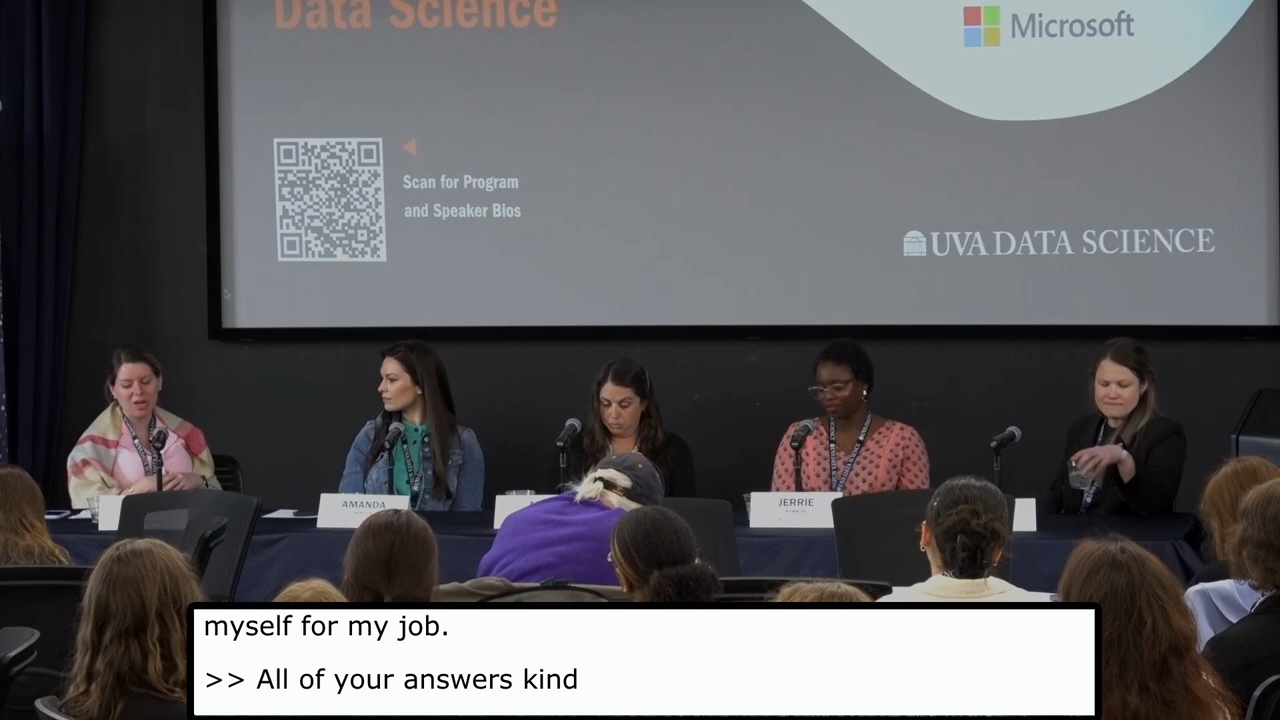 Data Science
Microsoft
Scan for Program
and Speaker Bios
UVA DATA SCIENCE
AMANDA
JERRIE
myself for my job.
>> All of your answers kind